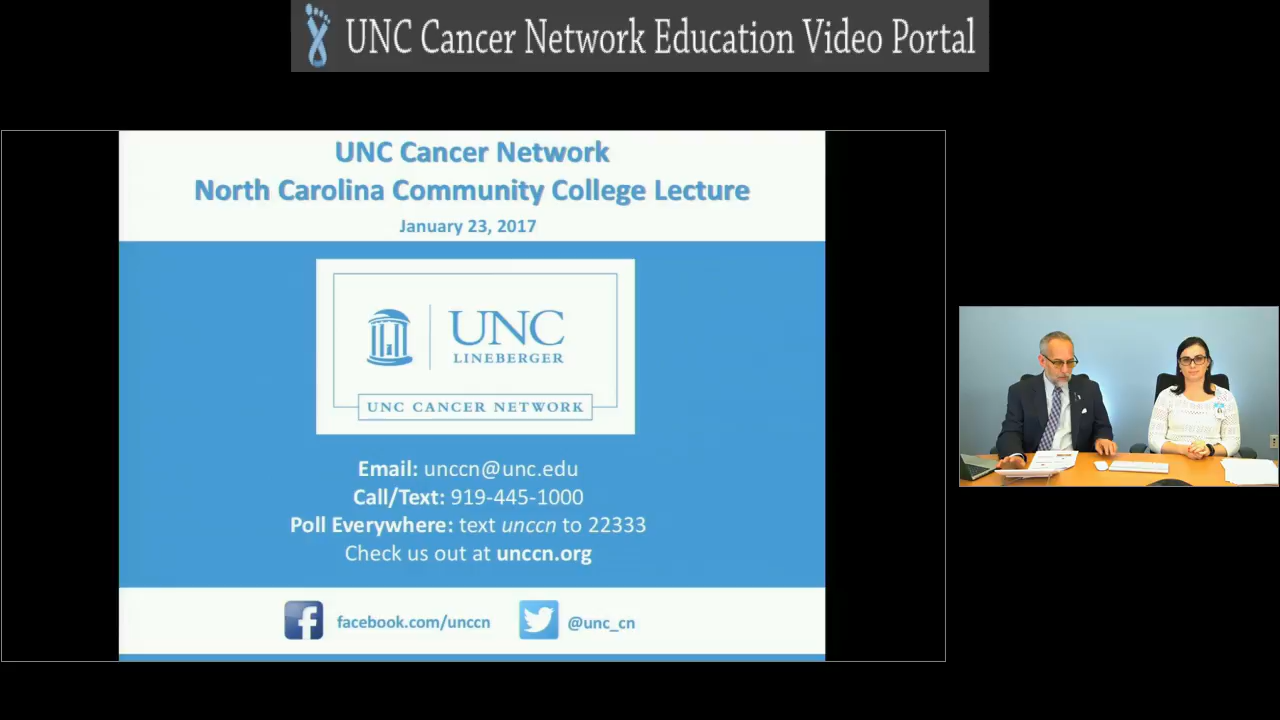 UNC Cancer Network Education Video Portal
UNC Cancer Network
North Carolina Community College Lecture
January 23, 2017
UNC
LINEBERGER
UNC CANCER NETWORK
Email: unccn@unc.edu
Call/Text: 919-445-1000
Poll Everywhere: text unccn to 22333
Check us out at unccn.org
facebook.com/unccn
@unc_cn